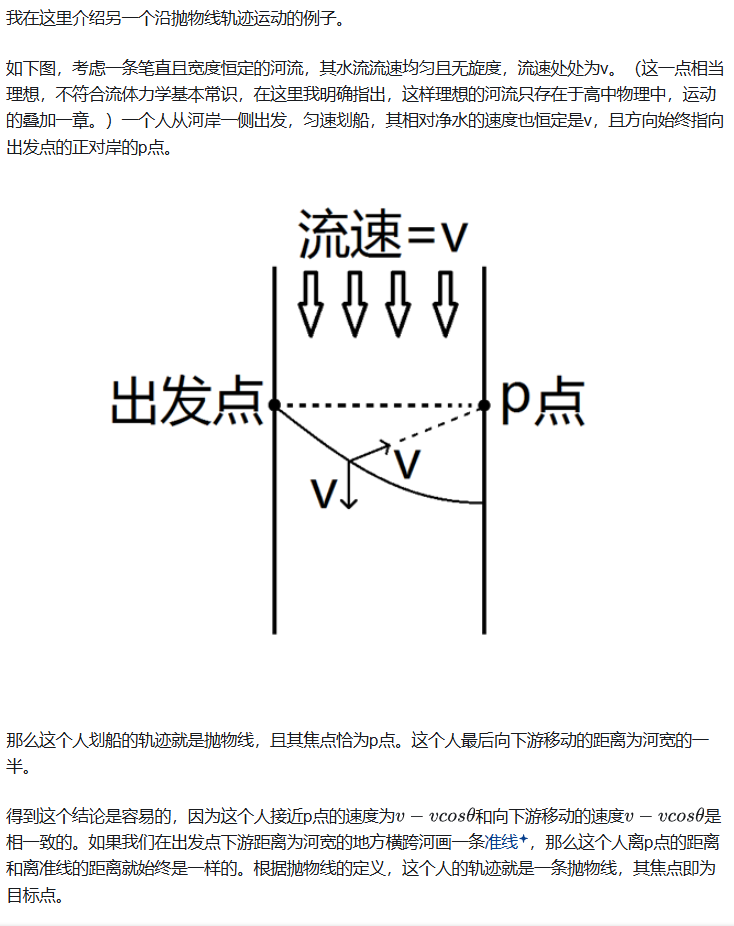 我在这里介绍另一个沿抛物线轨迹运动的例子。
如下图，考虑一条笔直且宽度恒定的河流，其水流流速均匀且无旋度，流速处处为v。（这一点相当
理想，不符合流体力学基本常识，在这里我明确指出，这样理想的河流只存在于高中物理中，运动
的叠加一章。）一个人从河岸一侧出发，匀速划船，其相对净水的速度也恒定是v，且方向始终指向
出发点的正对岸的p点。
流速=v
出发点
p点
v
v
那么这个人划船的轨迹就是抛物线，且其焦点恰为p点。这个人最后向下游移动的距离为河宽的一
半。
得到这个结论是容易的，因为这个人接近p点的速度为v − vcosθ和向下游移动的速度v − vcosθ是
相一致的。如果我们在出发点下游距离为河宽的地方横跨河画一条准线，那么这个人离p点的距离
和离准线的距离就始终是一样的。根据抛物线的定义，这个人的轨迹就是一条抛物线，其焦点即为
目标点。